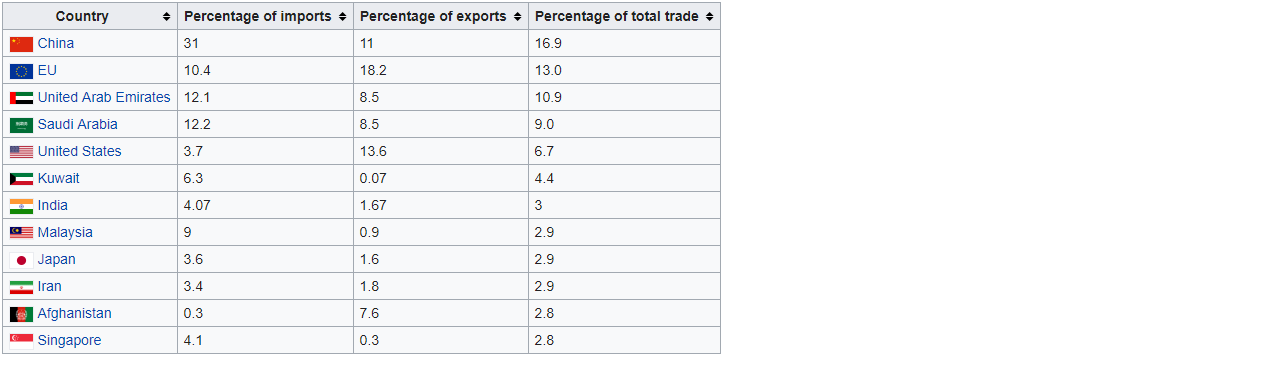 Country Percentage of imports Percentage of exports Percentage of total trade
China 31 11 16.9
EU 10.4 18.2 13.0
United Arab Emirates 12.1 8.5 10.9
Saudi Arabia 12.2 8.5 9.0
United States 3.7 13.6 6.7
Kuwait 6.3 0.07 4.4
India 4.07 1.67 3
Malaysia 9 0.9 2.9
Japan 3.6 1.6 2.9
Iran 3.4 1.8 2.9
Afghanistan 0.3 7.6 2.8
Singapore 4.1 0.3 2.8